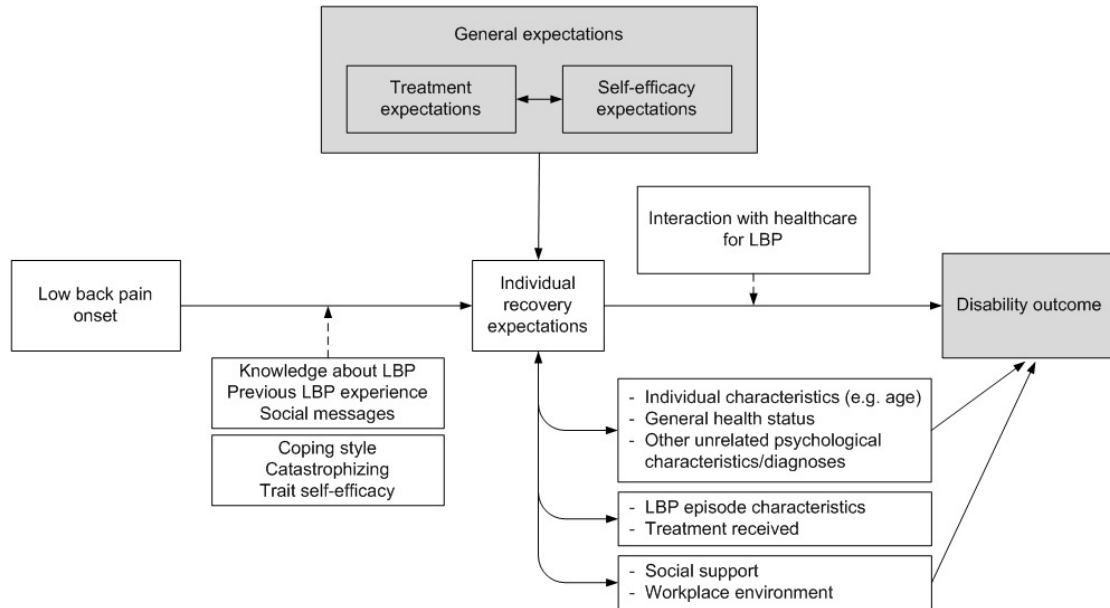 General expectations
Treatment
expectations
Self-efficacy
expectations
Interaction with healthcare
for LBP
Low back pain
onset
Individual
recovery
expectations
Disability outcome
Knowledge about LBP
Previous LBP experience
Social messages
Coping style
Catastrophizing
Trait self-efficacy
- Individual characteristics (e.g. age)
- General health status
- Other unrelated psychological
characteristics/diagnoses
- LBP episode characteristics
- Treatment received
- Social support
- Workplace environment